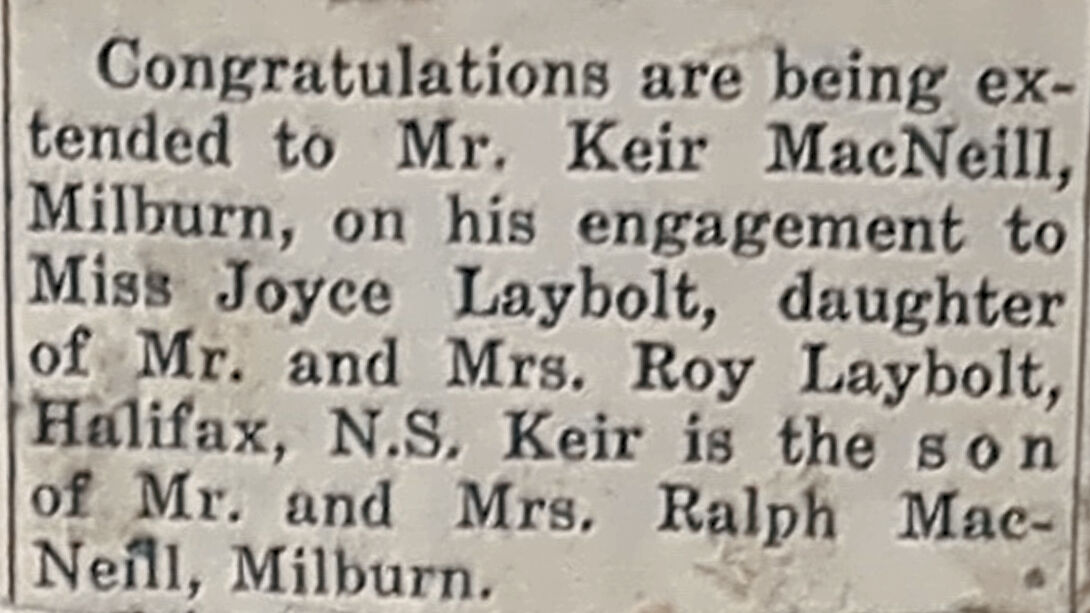 Congratulations are being ex-
tended to Mr. Keir MacNeill,
Milburn, on his engagement to
Miss Joyce Laybolt, daughter
of Mr. and Mrs. Roy Laybolt,
Halifax, N.S. Keir is the son
of Mr. and Mrs. Ralph Mac-
Neill, Milburn.